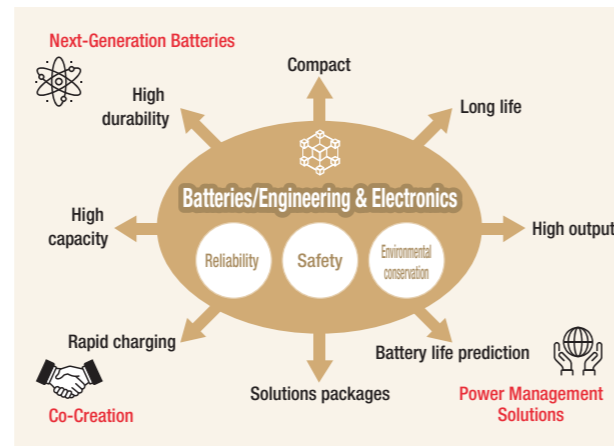 Next-Generation Batteries
Compact
High
durability
Long life
Batteries/Engineering & Electronics
High
capacity
High output
Reliability
Safety
Environmental
conservation
Rapid charging
Battery life prediction
Solutions packages
Co-Creation
Power Management
Solutions